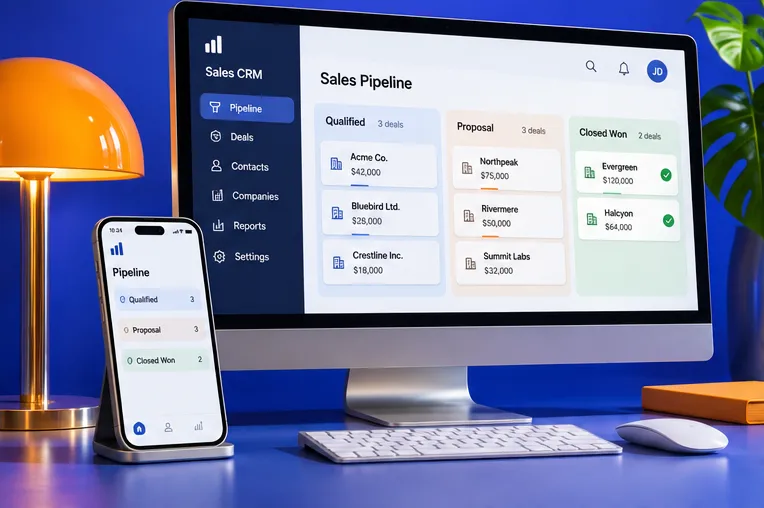 Sales CRM
Pipeline
Deals
Contacts
Companies
Reports
Settings
Sales Pipeline
JD
Qualified 3 deals
Acme Co.
$42,000
Bluebird Ltd.
$28,000
Crestline Inc.
$18,000
Proposal 3 deals
Northpeak
$75,000
Rivermere
$50,000
Summit Labs
$32,000
Closed Won 2 deals
Evergreen
$120,000
Halcyon
$64,000
10:24
Pipeline
Qualified 3
Proposal 3
Closed Won 2